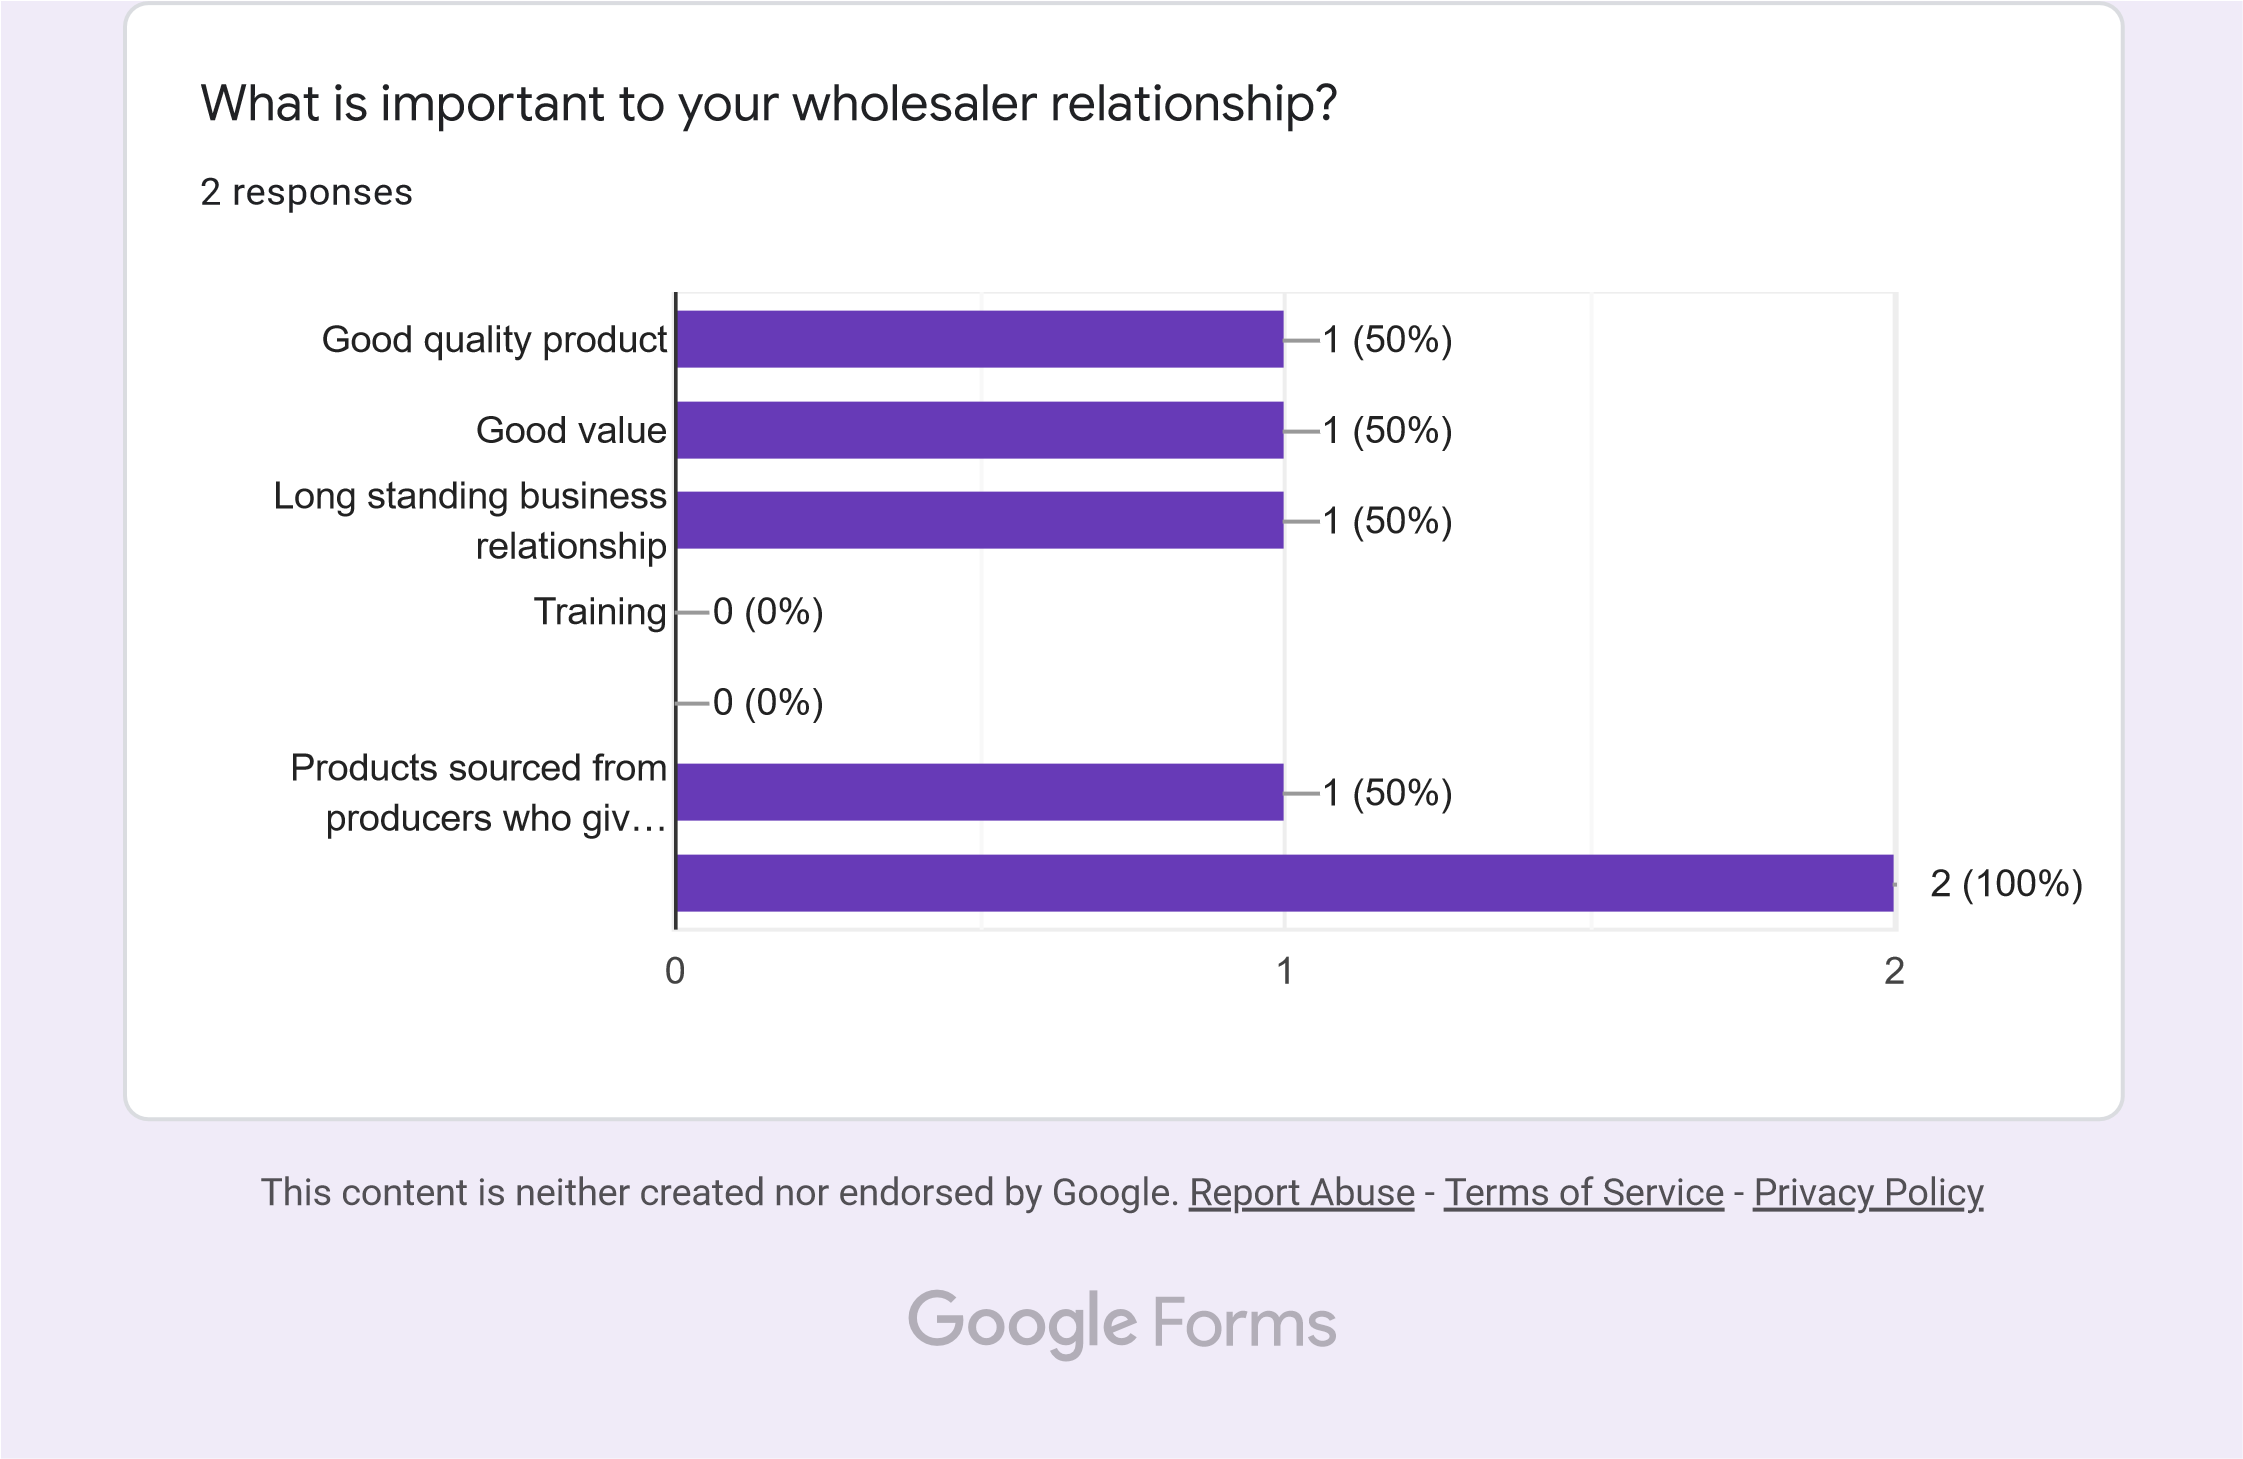 What is important to your wholesaler relationship?
2 responses
Good quality product
1 (50%)
Good value
1 (50%)
Long standing business
relationship
1 (50%)
Training
0 (0%)
0 (0%)
Products sourced from
producers who giv…
1 (50%)
2 (100%)
0 1 2
This content is neither created nor endorsed by Google. Report Abuse - Terms of Service - Privacy Policy
Google Forms